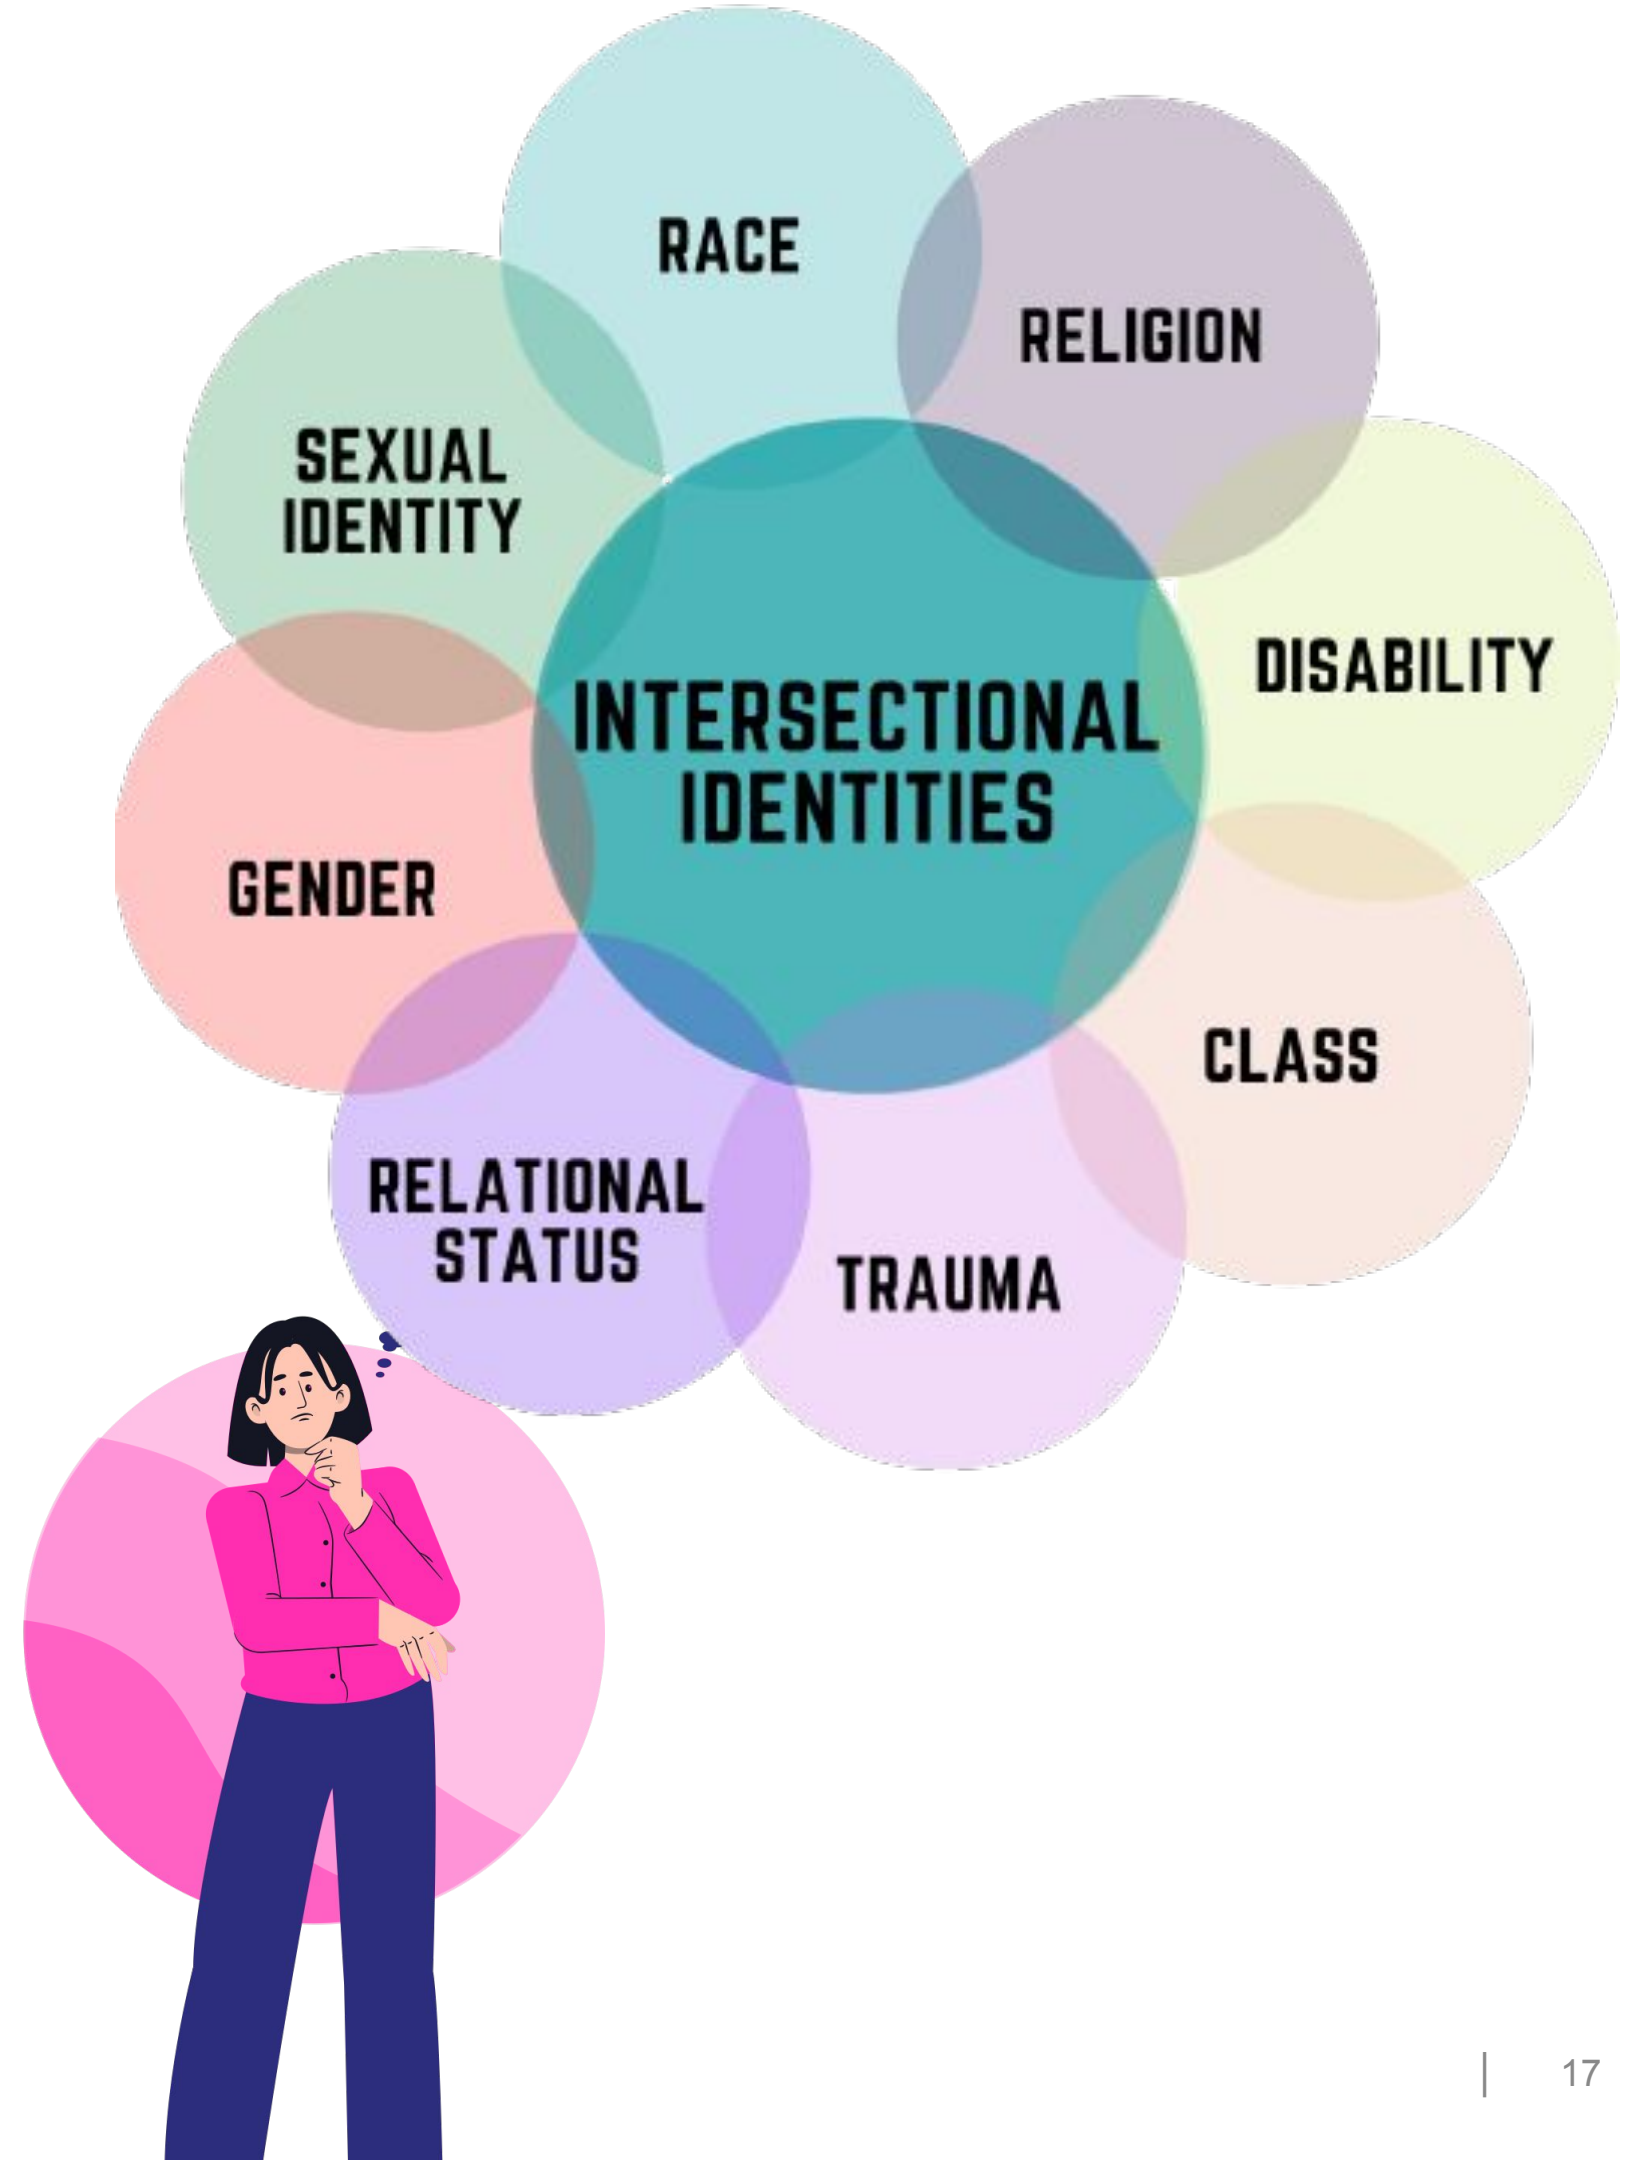 RACE
RELIGION
SEXUAL
IDENTITY
DISABILITY
INTERSECTIONAL
IDENTITIES
GENDER
CLASS
RELATIONAL
STATUS
TRAUMA
17